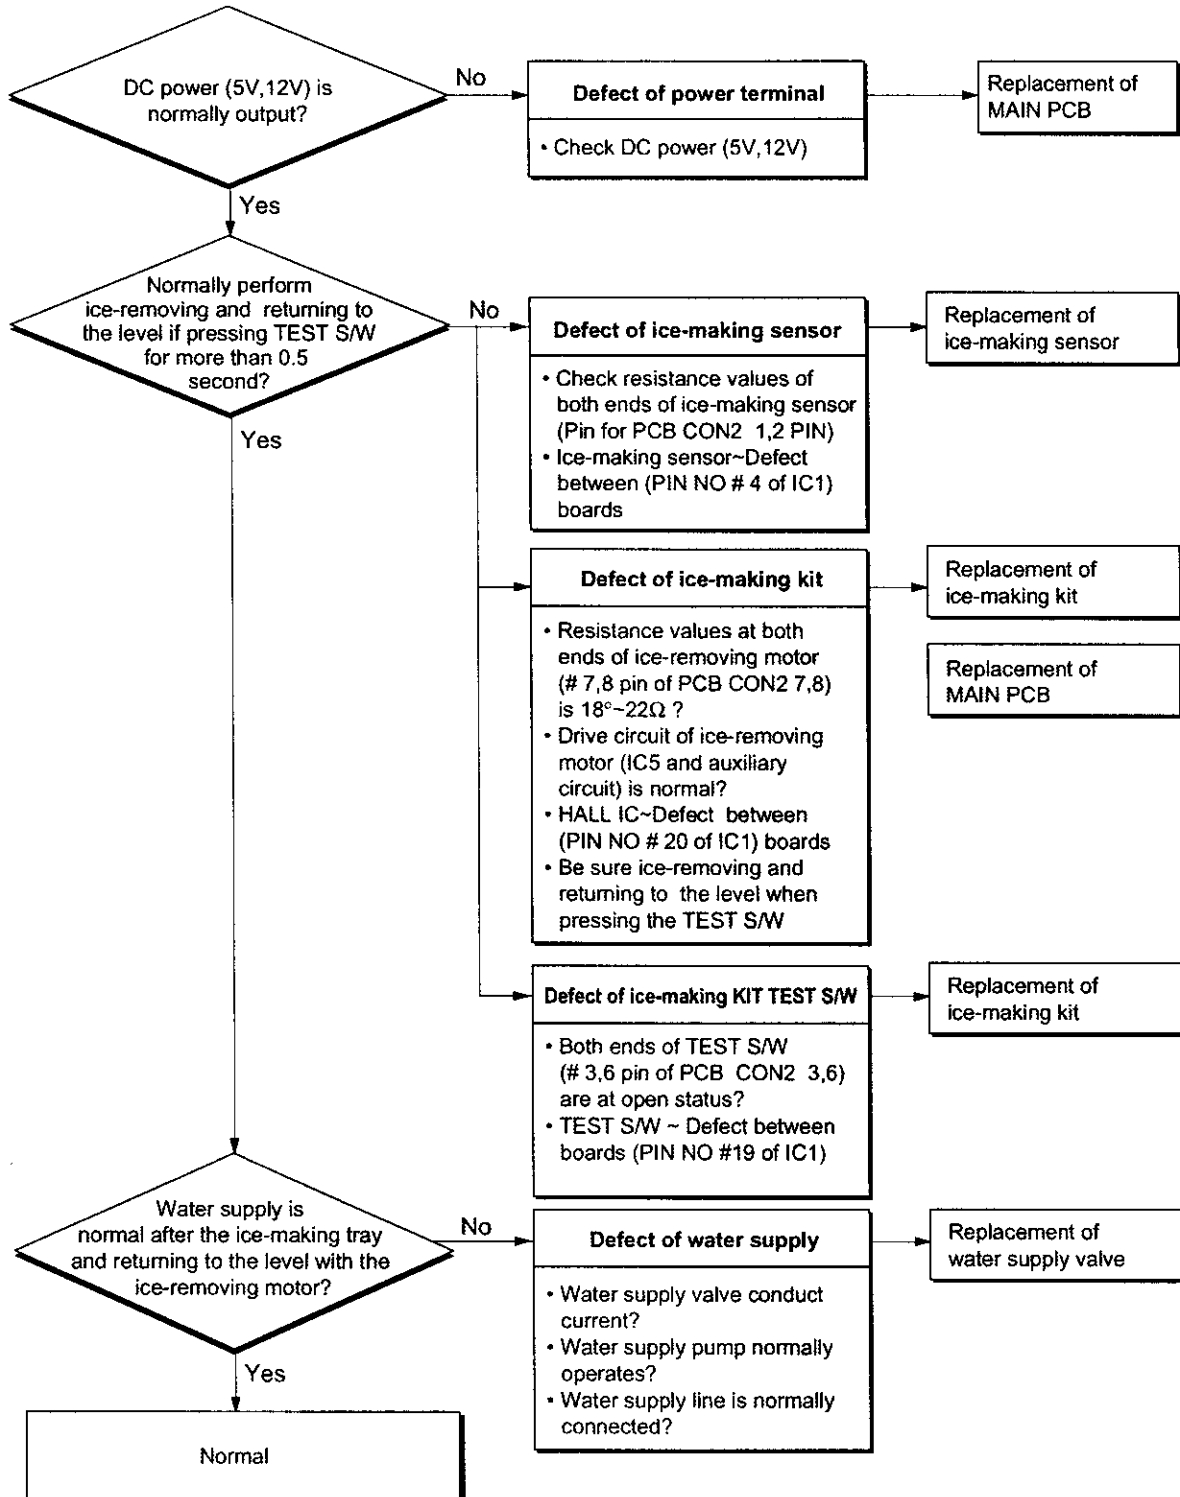 DC power (5V,12V) is
normally output?
No
Defect of power terminal
• Check DC power (5V,12V)
Replacement of
MAIN PCB
Yes
Normally perform
ice-removing and returning to
the level if pressing TEST S/W
for more than 0.5
second?
No
Defect of ice-making sensor
• Check resistance values of
both ends of ice-making sensor
(Pin for PCB CON2 1,2 PIN)
• Ice-making sensor~Defect
between (PIN NO # 4 of IC1)
boards
Replacement of
ice-making sensor
Yes
Defect of ice-making kit
• Resistance values at both
ends of ice-removing motor
(# 7,8 pin of PCB CON2 7,8)
is 18°~22Ω ?
• Drive circuit of ice-removing
motor (IC5 and auxiliary
circuit) is normal?
• HALL IC~Defect between
(PIN NO # 20 of IC1) boards
• Be sure ice-removing and
returning to the level when
pressing the TEST S/W
Replacement of
ice-making kit
Replacement of
MAIN PCB
Defect of ice-making KIT TEST S/W
• Both ends of TEST S/W
(# 3,6 pin of PCB CON2 3,6)
are at open status?
• TEST S/W ~ Defect between
boards (PIN NO #19 of IC1)
Replacement of
ice-making kit
Water supply is
normal after the ice-making tray
and returning to the level with the
ice-removing motor?
No
Defect of water supply
• Water supply valve conduct
current?
• Water supply pump normally
operates?
• Water supply line is normally
connected?
Replacement of
water supply valve
Yes
Normal